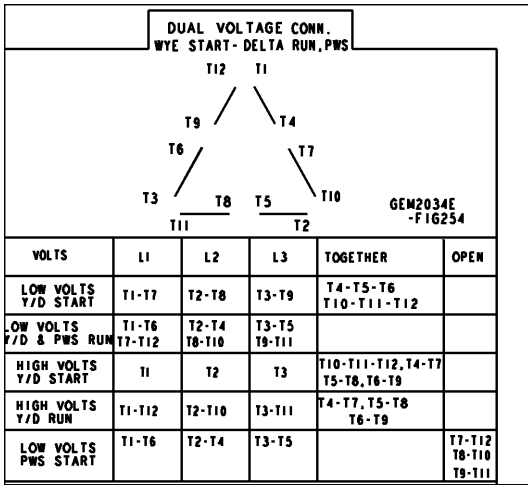 DUAL VOLTAGE CONN.
WYE START- DELTA RUN, PWS
T12 T1
T9 T4
T6 T7
T3 T8 T5 T10
T11 T2
GEM2034E
-FIG254
VOLTS L1 L2 L3 TOGETHER OPEN
LOW VOLTS
Y/D START
T1-T7 T2-T8 T3-T9
T4-T5-T6
T10-T11-T12
LOW VOLTS
Y/D & PWS RUN
T1-T6
T7-T12
T2-T4
T8-T10
T3-T5
T9-T11
HIGH VOLTS
Y/D START
T1 T2 T3
T10-T11-T12, T4-T7
T5-T8, T6-T9
HIGH VOLTS
Y/D RUN
T1-T12 T2-T10 T3-T11
T4-T7, T5-T8
T6-T9
LOW VOLTS
PWS START
T1-T6 T2-T4 T3-T5
T7-T12
T8-T10
T9-T11